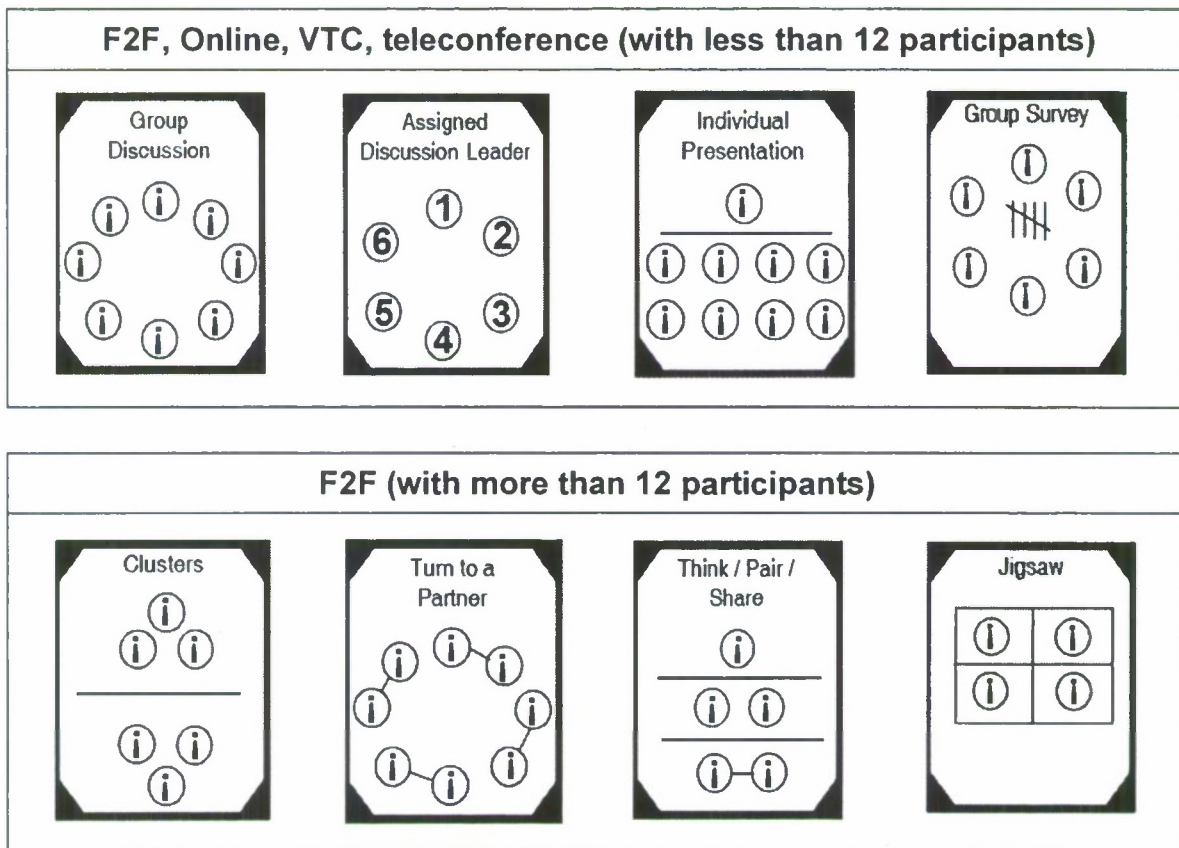 F2F, Online, VTC, teleconference (with less than 12 participants)
Group
Discussion
Assigned
Discussion Leader
1
2
3
4
5
6
Individual
Presentation
Group Survey
F2F (with more than 12 participants)
Clusters
Turn to a
Partner
Think / Pair /
Share
Jigsaw